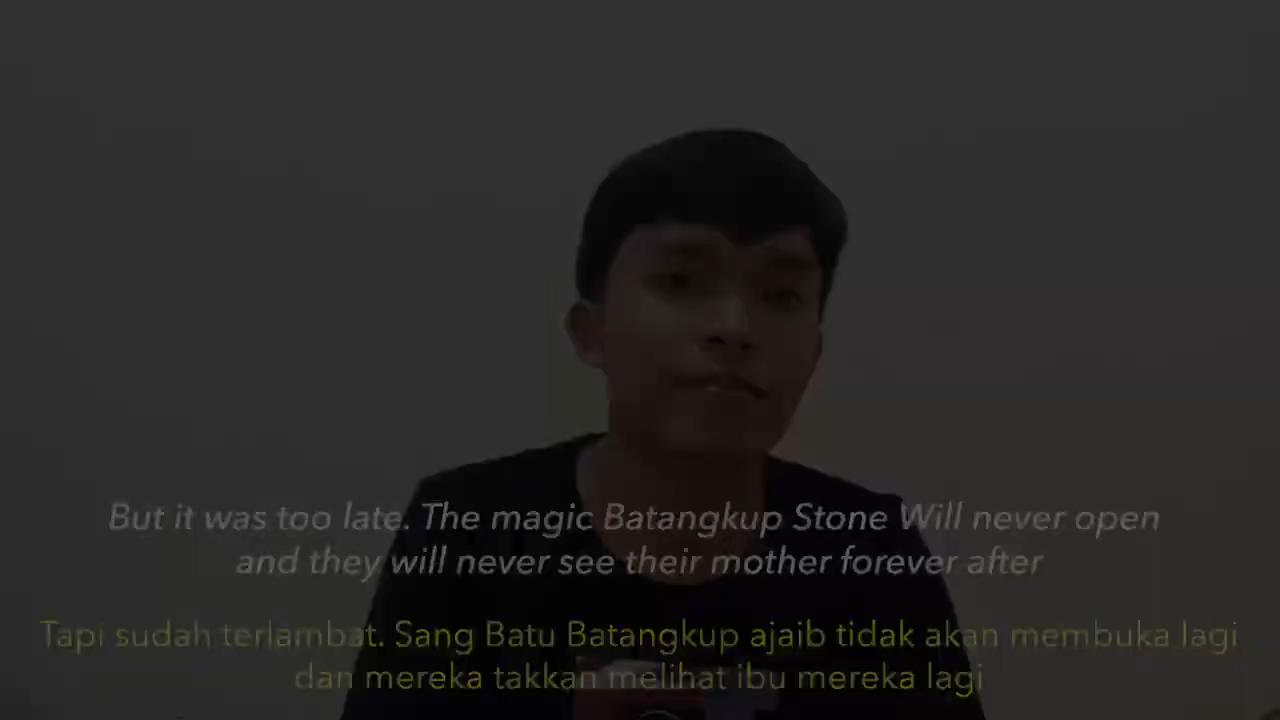 But it was too late. The magic Batangkup Stone Will never open
and they will never see their mother forever after
Tapi sudah terlambat. Sang Batu Batangkup ajaib tidak akan membuka lagi
dan mereka takkan melihat ibu mereka lagi